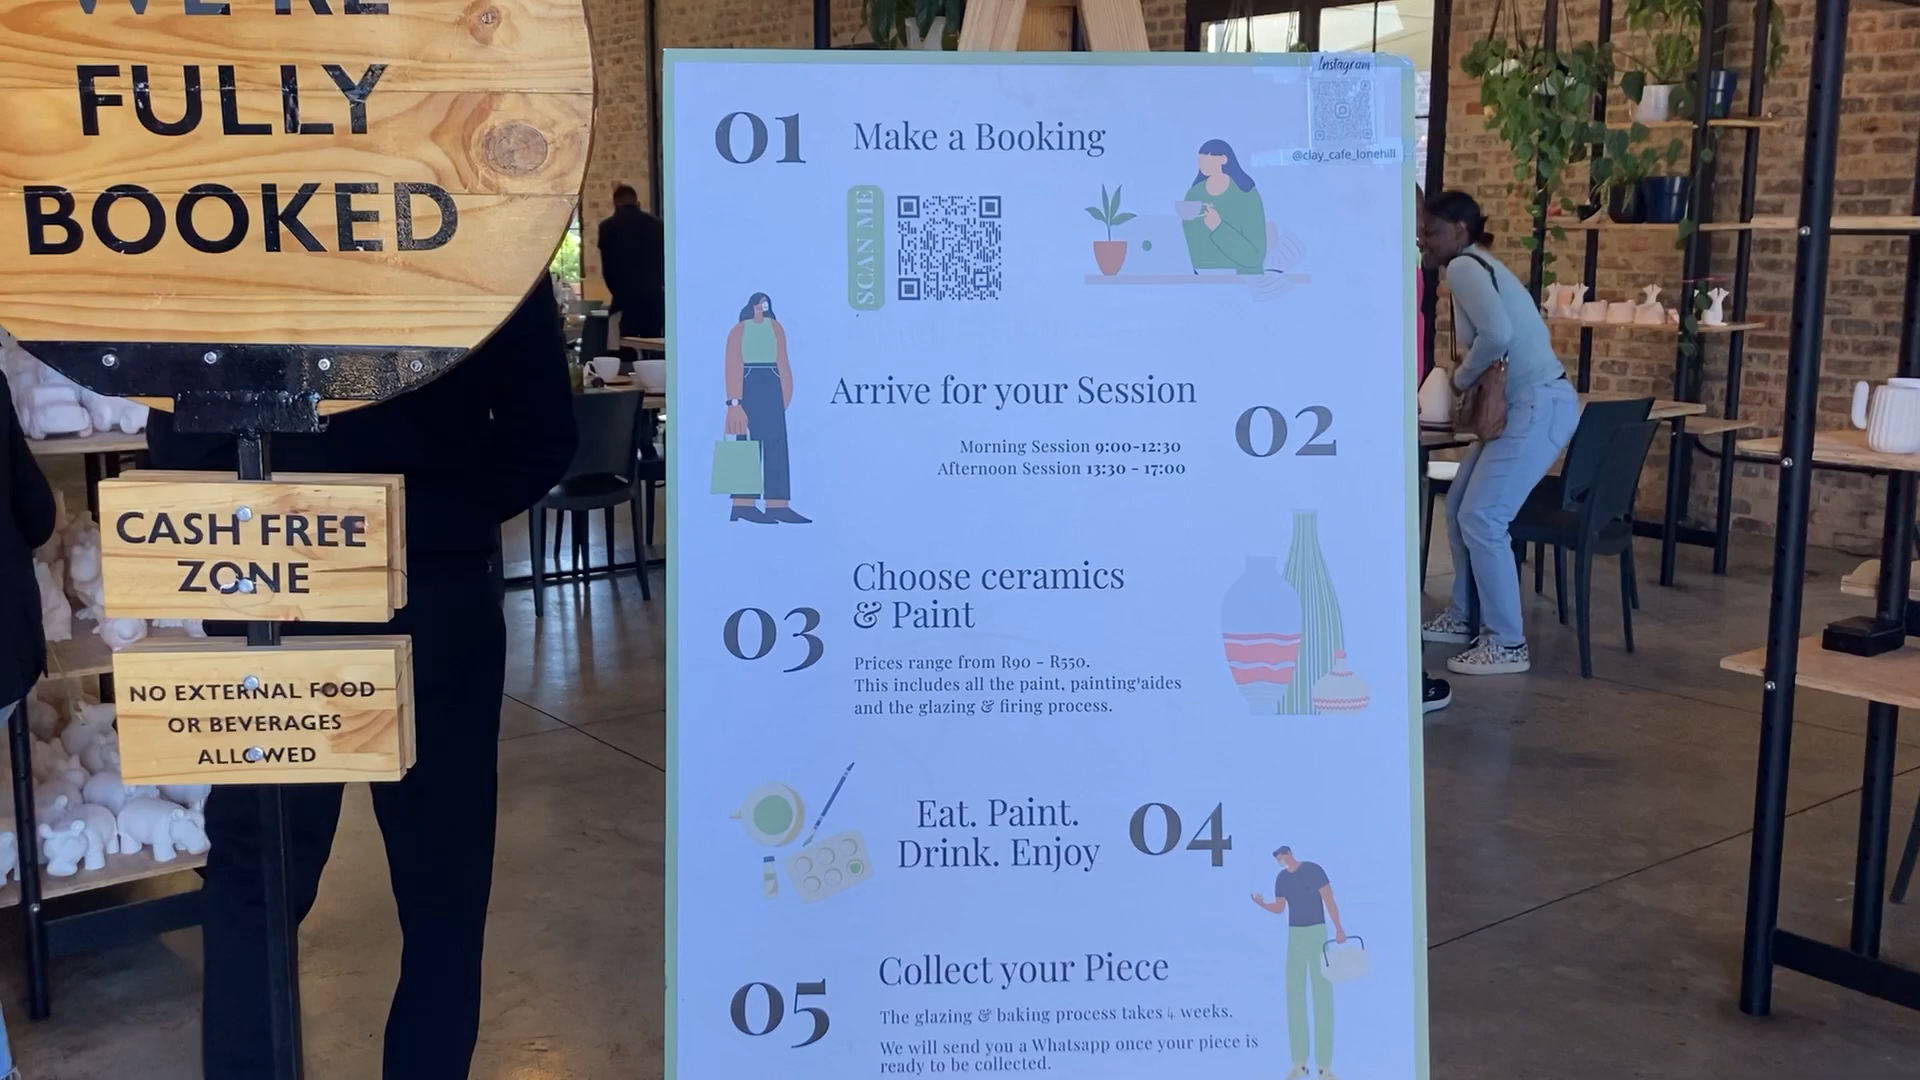 WE'RE
FULLY
BOOKED
CASH FREE
ZONE
NO EXTERNAL FOOD
OR BEVERAGES
ALLOWED
Instagram
@clay_cafe_lonehill
01
Make a Booking
SCAN ME
Arrive for your Session
02
Morning Session 9:00-12:30
Afternoon Session 13:30 - 17:00
03
Choose ceramics
& Paint
Prices range from R90 - R550.
This includes all the paint, painting aides
and the glazing & firing process.
Eat. Paint.
Drink. Enjoy
04
05
Collect your Piece
The glazing & baking process takes 4 weeks.
We will send you a Whatsapp once your piece is
ready to be collected.